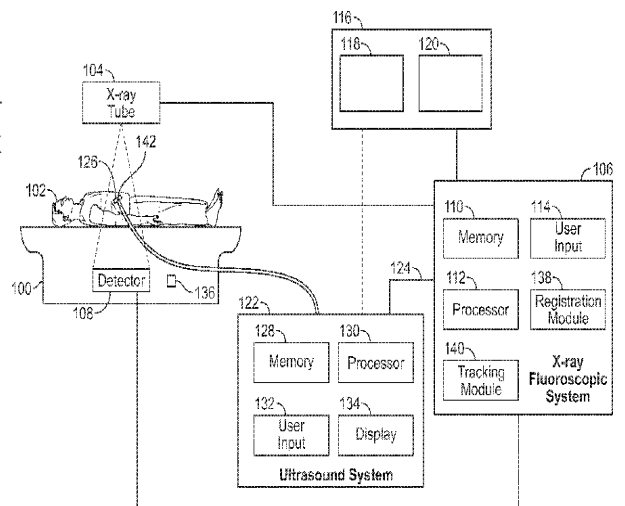 116
118
120
104
X-ray
Tube
126
142
102
106
110
Memory
114
User
Input
124
100
Detector
108
136
112
Processor
138
Registration
Module
122
128
Memory
130
Processor
140
Tracking
Module
X-ray
Fluoroscopic
System
132
User
Input
134
Display
Ultrasound System